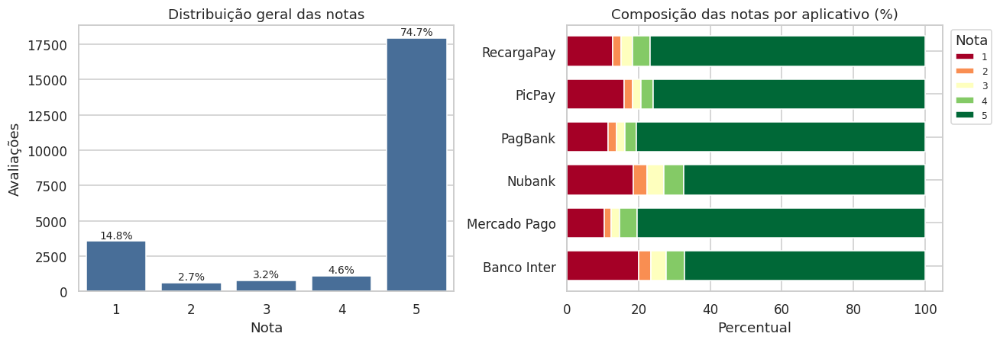 Distribuição geral das notas
17500
15000
12500
10000
7500
5000
2500
0
Avaliações
14.8%
2.7%
3.2%
4.6%
74.7%
1 2 3 4 5
Nota
Composição das notas por aplicativo (%)
RecargaPay
PicPay
PagBank
Nubank
Mercado Pago
Banco Inter
0 20 40 60 80 100
Percentual
Nota
1
2
3
4
5